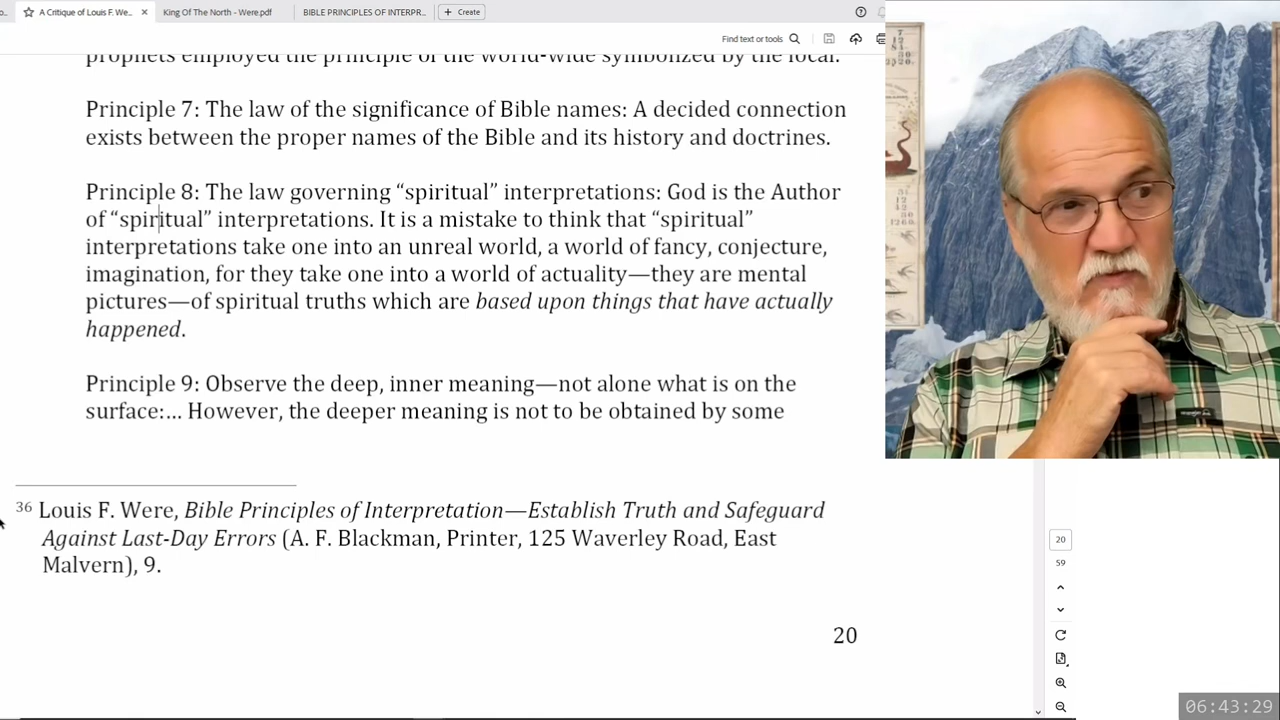 A Critique of Louis F. We...
King Of The North - Were.pdf
BIBLE PRINCIPLES OF INTERPR...
+ Create
Find text or tools
prophets employed the principle of the world-wide symbolized by the local.
Principle 7: The law of the significance of Bible names: A decided connection
exists between the proper names of the Bible and its history and doctrines.
Principle 8: The law governing “spiritual” interpretations: God is the Author
of “spiritual” interpretations. It is a mistake to think that “spiritual”
interpretations take one into an unreal world, a world of fancy, conjecture,
imagination, for they take one into a world of actuality—they are mental
pictures—of spiritual truths which are based upon things that have actually
happened.
Principle 9: Observe the deep, inner meaning—not alone what is on the
surface:... However, the deeper meaning is not to be obtained by some
36 Louis F. Were, Bible Principles of Interpretation—Establish Truth and Safeguard
Against Last-Day Errors (A. F. Blackman, Printer, 125 Waverley Road, East
Malvern), 9.
20
20
59
06:43:29